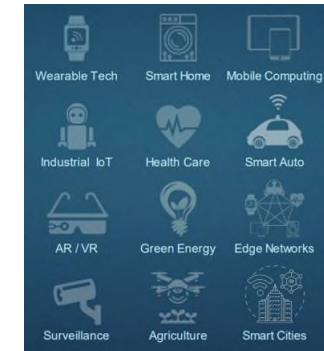 Wearable Tech
Smart Home
Mobile Computing
Industrial IoT
Health Care
Smart Auto
AR / VR
Green Energy
Edge Networks
Surveillance
Agriculture
Smart Cities